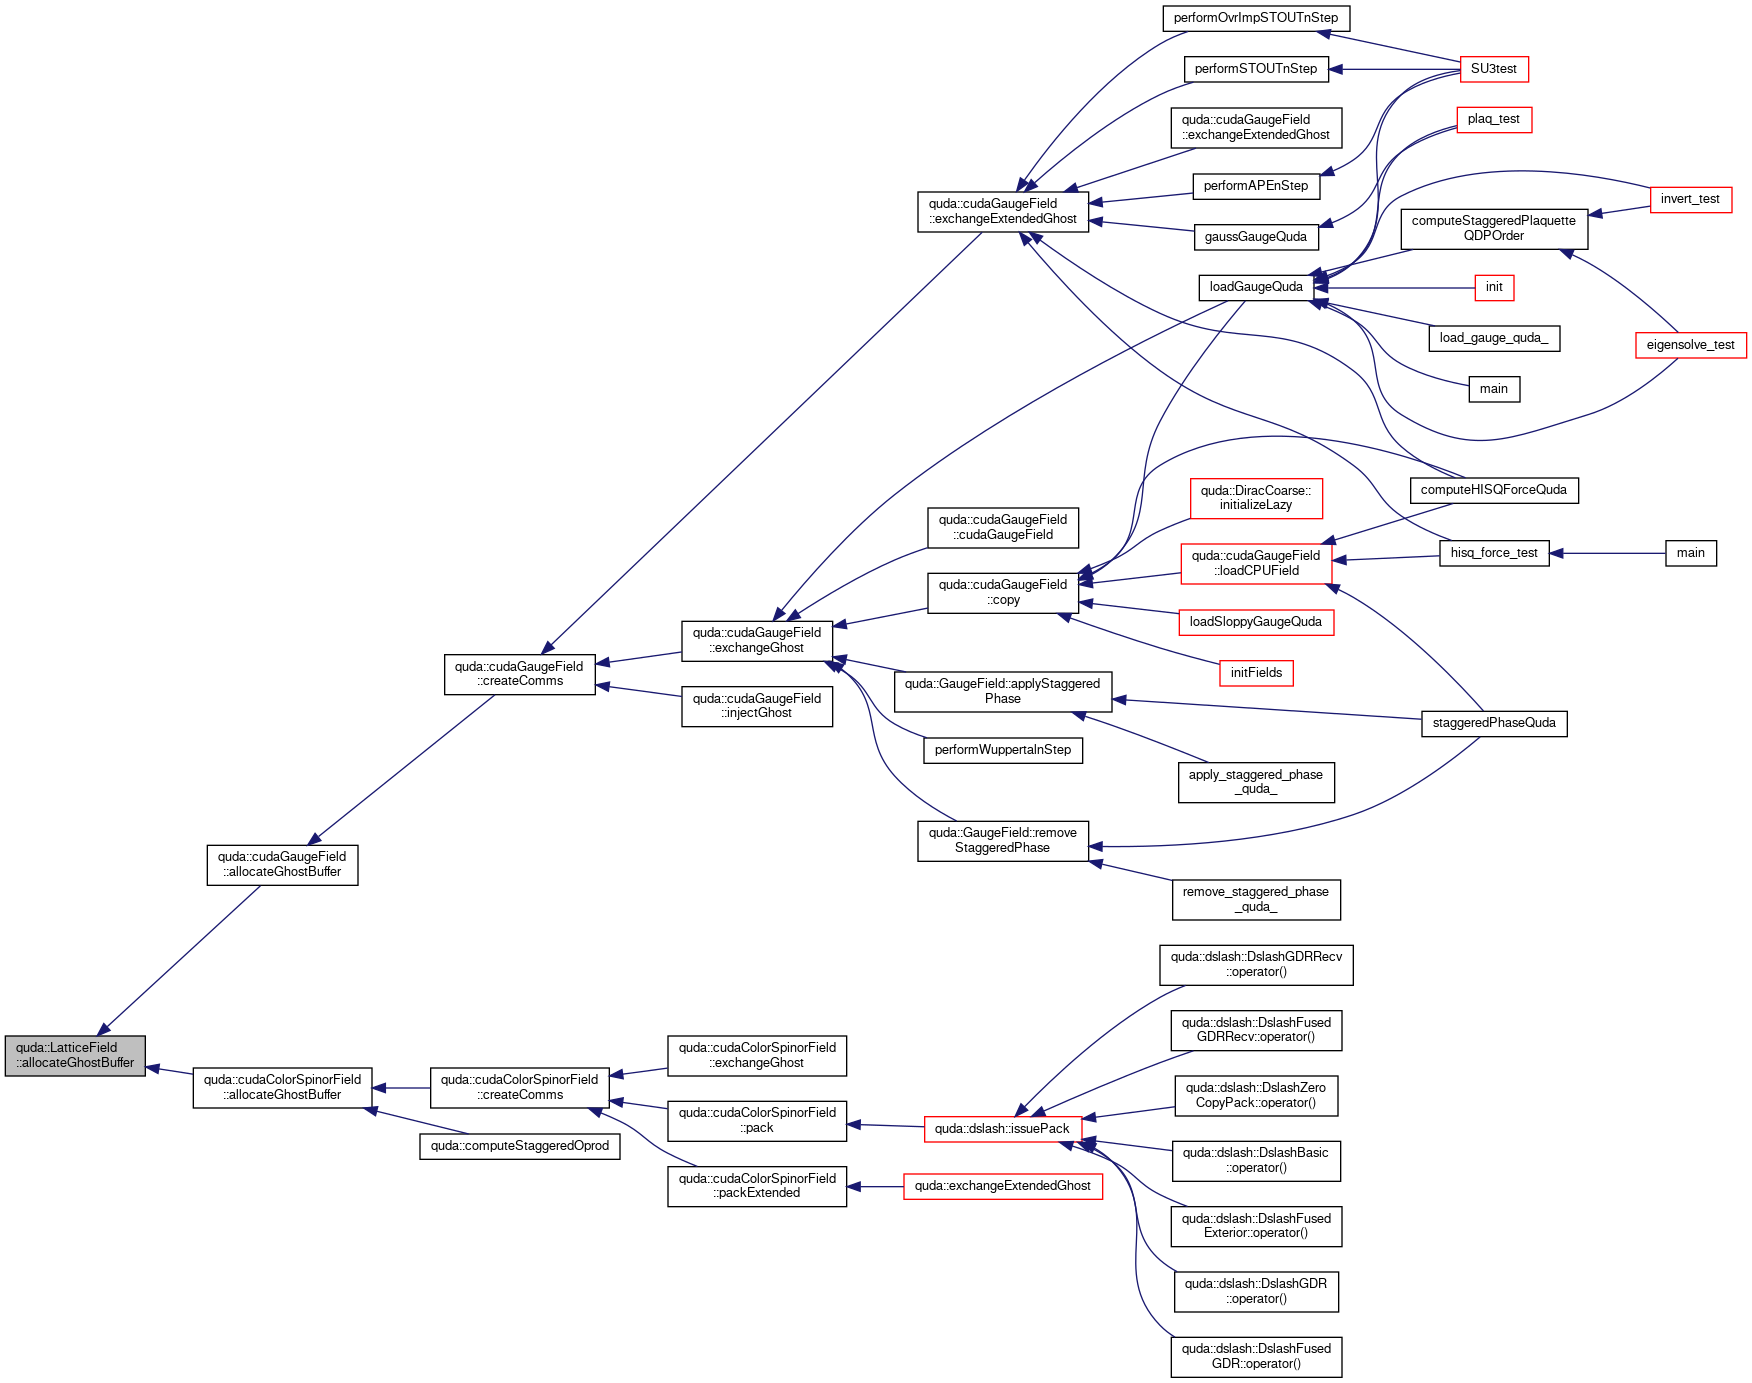 performOvrImpSTOUTnStep
performSTOUTnStep
SU3test
quda::cudaGaugeField
::exchangeExtendedGhost
plaq_test
performAPEnStep
quda::cudaGaugeField
::exchangeExtendedGhost
invert_test
gaussGaugeQuda
computeStaggeredPlaquette
QDPOrder
loadGaugeQuda
init
load_gauge_quda_
eigensolve_test
main
quda::DiracCoarse::
initializeLazy
computeHISQForceQuda
quda::cudaGaugeField
::cudaGaugeField
quda::cudaGaugeField
::loadCPUField
hisq_force_test
main
quda::cudaGaugeField
::copy
loadSloppyGaugeQuda
quda::cudaGaugeField
::exchangeGhost
initFields
quda::cudaGaugeField
::createComms
quda::cudaGaugeField
::injectGhost
quda::GaugeField::applyStaggered
Phase
staggeredPhaseQuda
performWuppertalnStep
apply_staggered_phase
_quda_
quda::GaugeField::remove
StaggeredPhase
quda::cudaGaugeField
::allocateGhostBuffer
remove_staggered_phase
_quda_
quda::dslash::DslashGDRRecv
::operator()
quda::dslash::DslashFused
GDRRecv::operator()
quda::LatticeField
::allocateGhostBuffer
quda::cudaColorSpinorField
::exchangeGhost
quda::cudaColorSpinorField
::allocateGhostBuffer
quda::cudaColorSpinorField
::createComms
quda::dslash::DslashZero
CopyPack::operator()
quda::cudaColorSpinorField
::pack
quda::dslash::issuePack
quda::computeStaggeredOprod
quda::dslash::DslashBasic
::operator()
quda::cudaColorSpinorField
::packExtended
quda::exchangeExtendedGhost
quda::dslash::DslashFused
Exterior::operator()
quda::dslash::DslashGDR
::operator()
quda::dslash::DslashFused
GDR::operator()